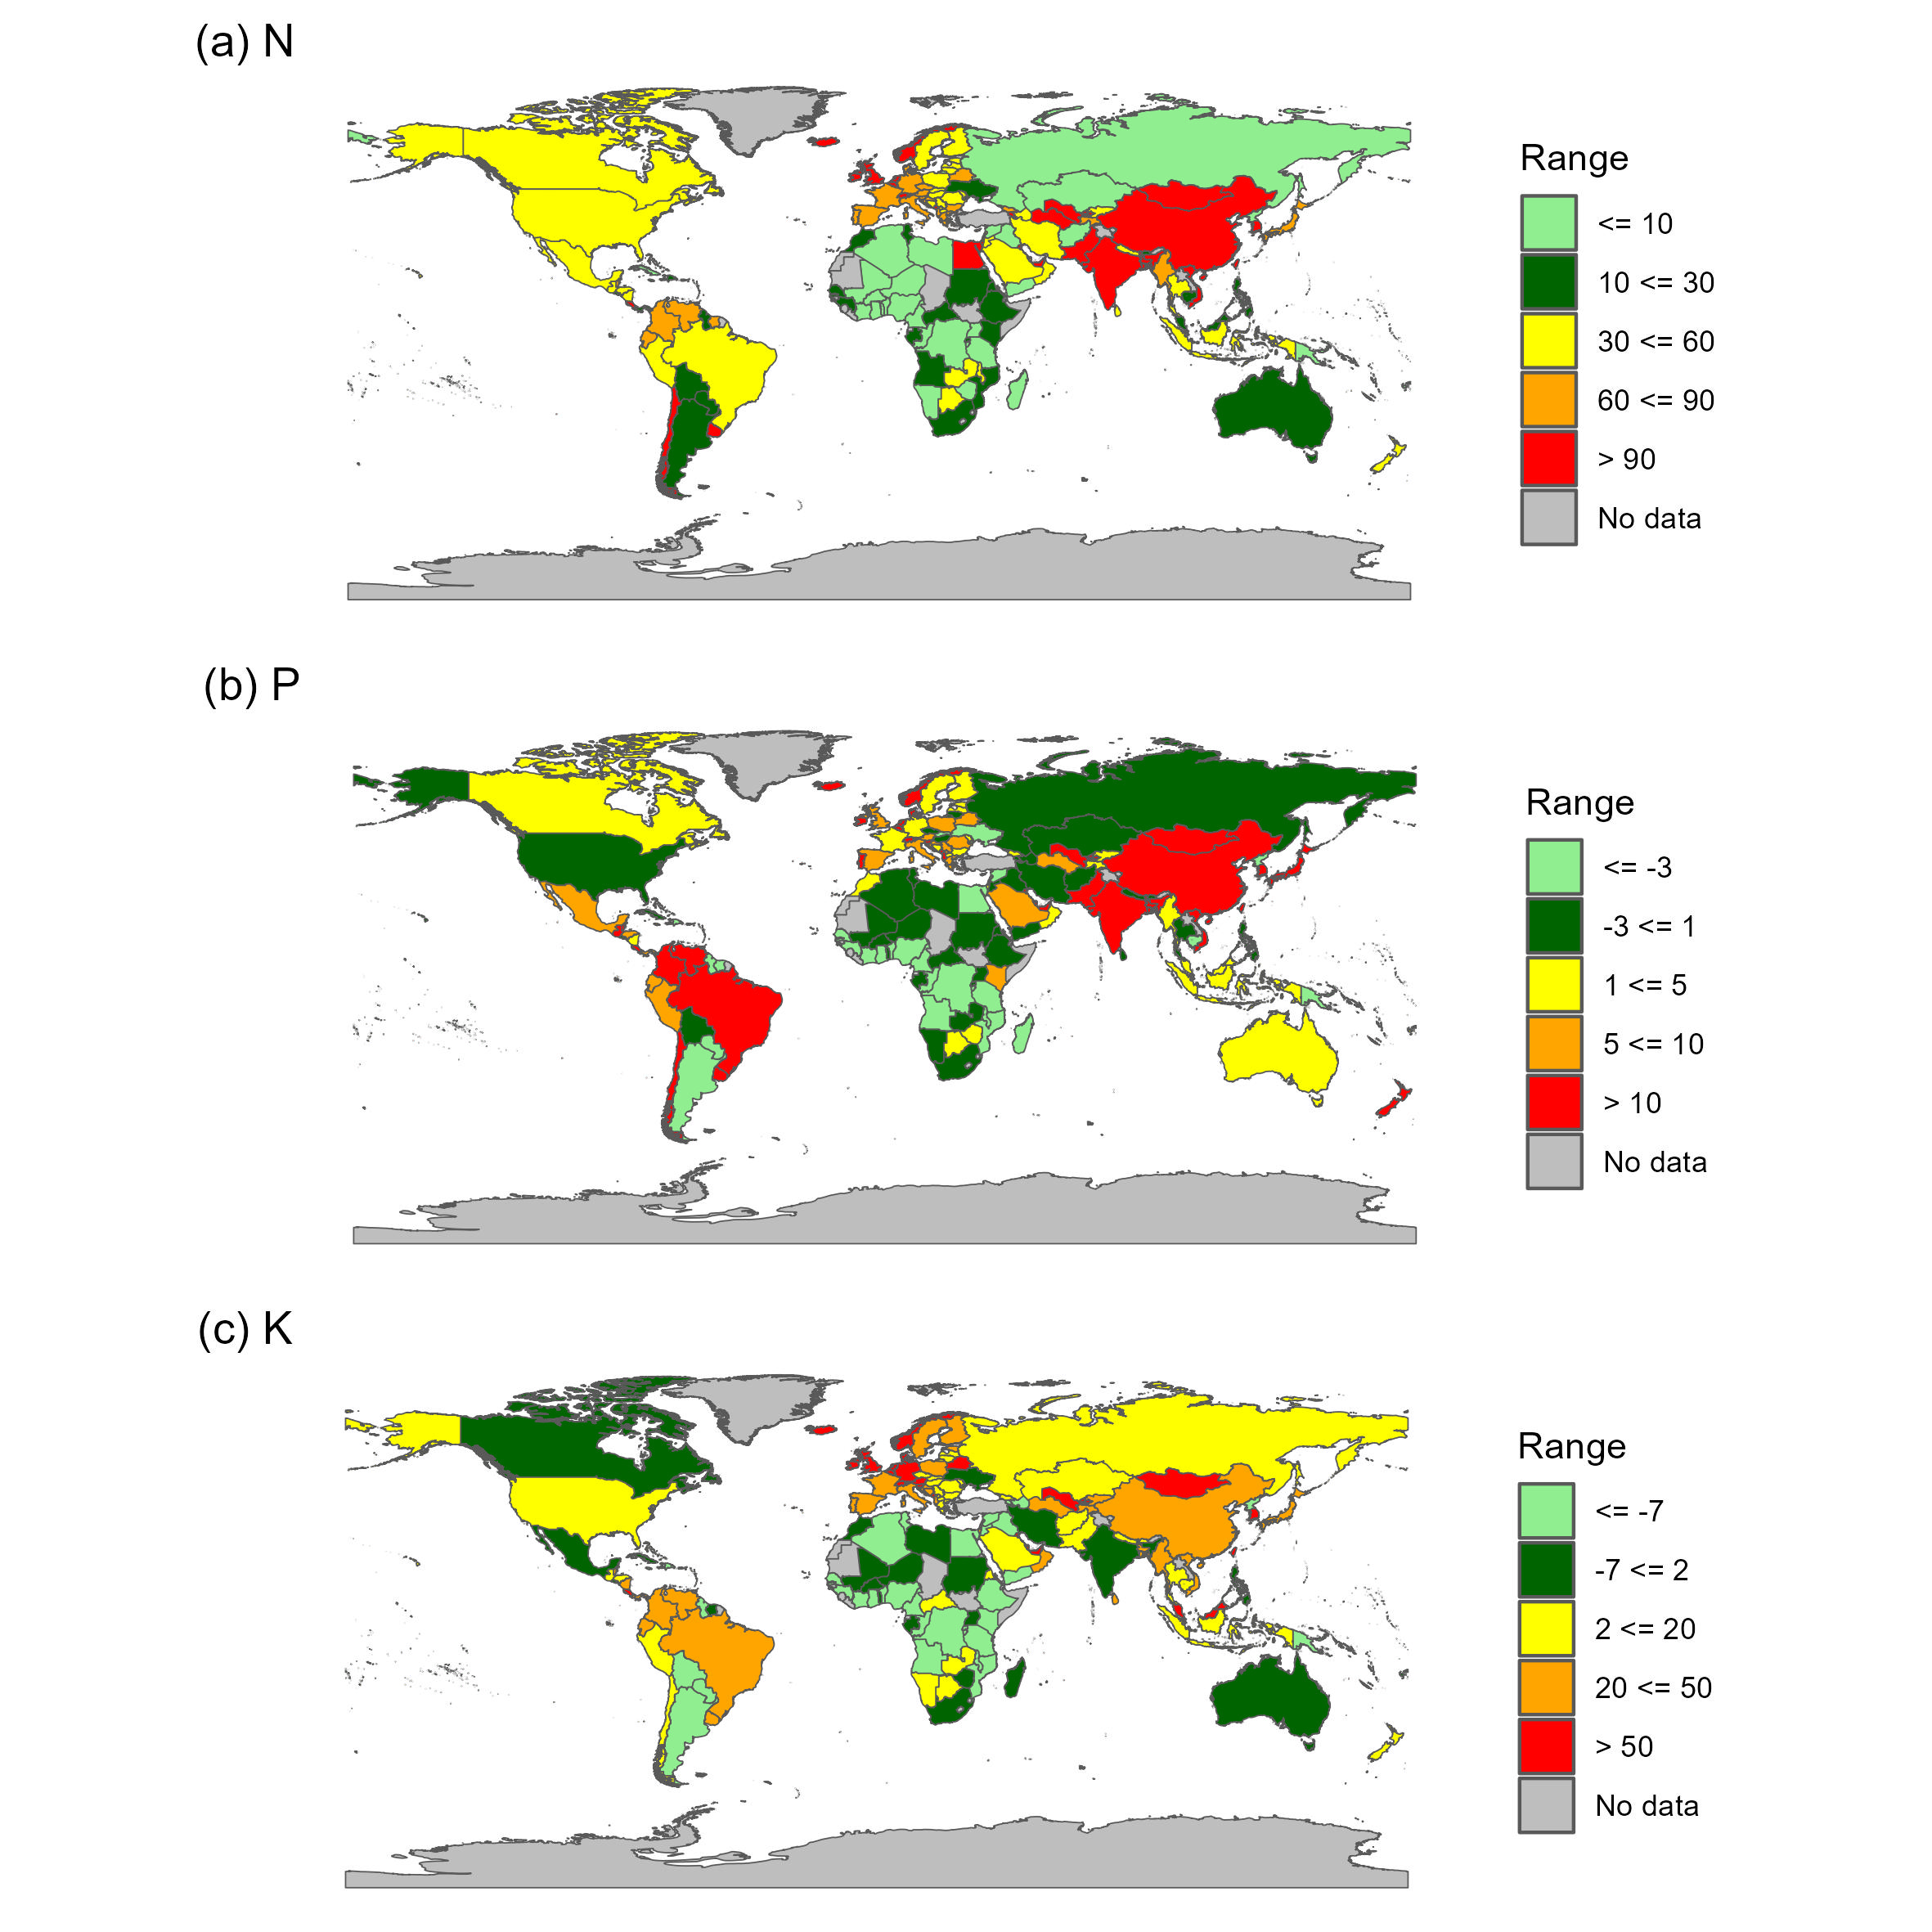 (a) N
Range
<= 10
10 <= 30
30 <= 60
60 <= 90
> 90
No data
(b) P
Range
<= -3
-3 <= 1
1 <= 5
5 <= 10
> 10
No data
(c) K
Range
<= -7
-7 <= 2
2 <= 20
20 <= 50
> 50
No data